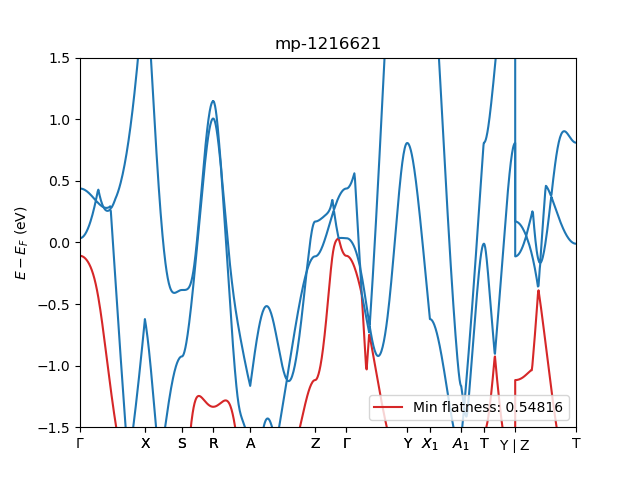 mp-1216621
E − E_F (eV)
1.5
1.0
0.5
0.0
−0.5
−1.0
−1.5
Min flatness: 0.54816
Γ X S R A Z Γ Y X₁ A₁ T Y | Z T